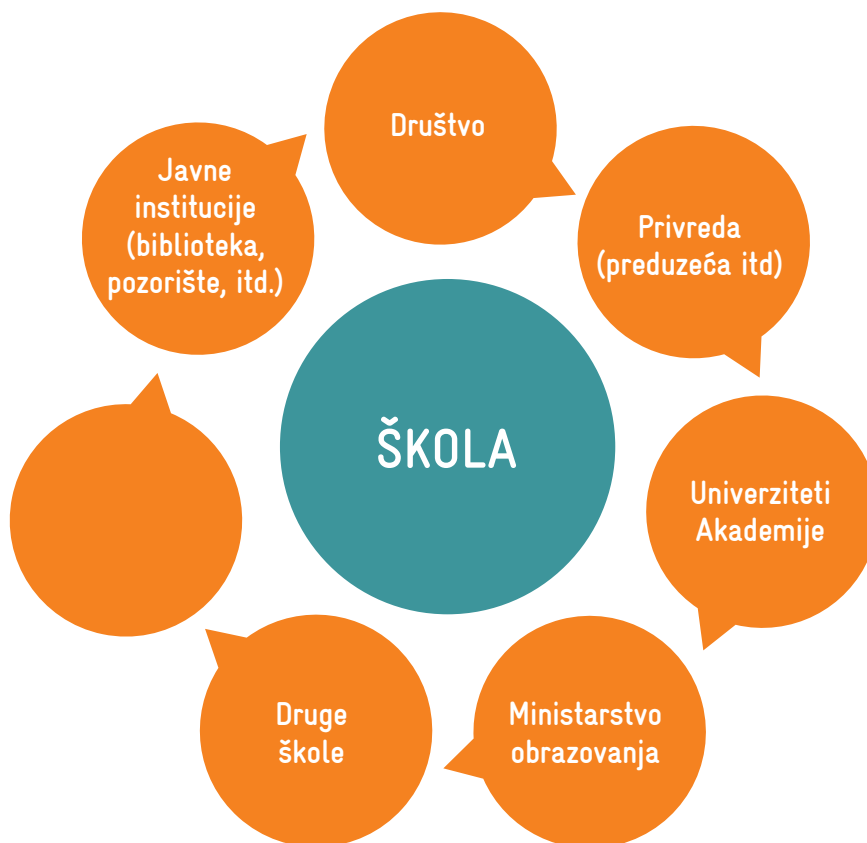 Društvo
Javne
institucije
(biblioteka,
pozorište, itd.)
Privreda
(preduzeća itd)
ŠKOLA
Univerziteti
Akademije
Druge
škole
Ministarstvo
obrazovanja